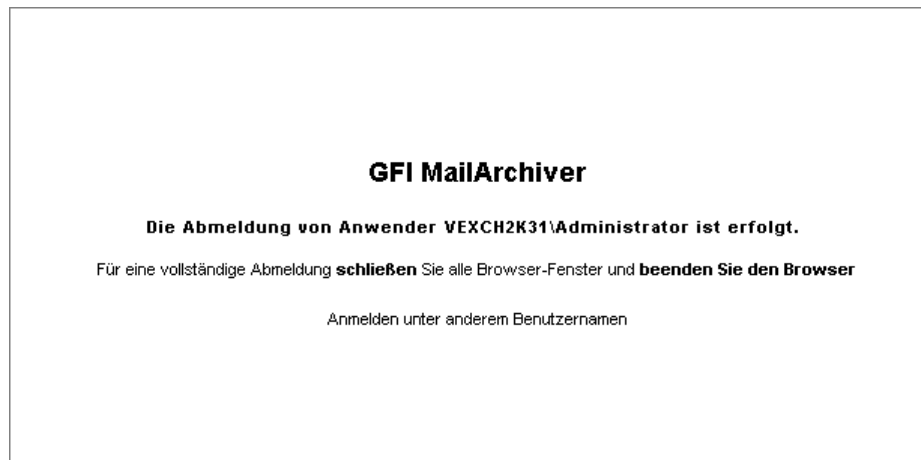 GFI MailArchiver
Die Abmeldung von Anwender VEXCH2K31\Administrator ist erfolgt.
Für eine vollständige Abmeldung schließen Sie alle Browser-Fenster und beenden Sie den Browser
Anmelden unter anderem Benutzernamen